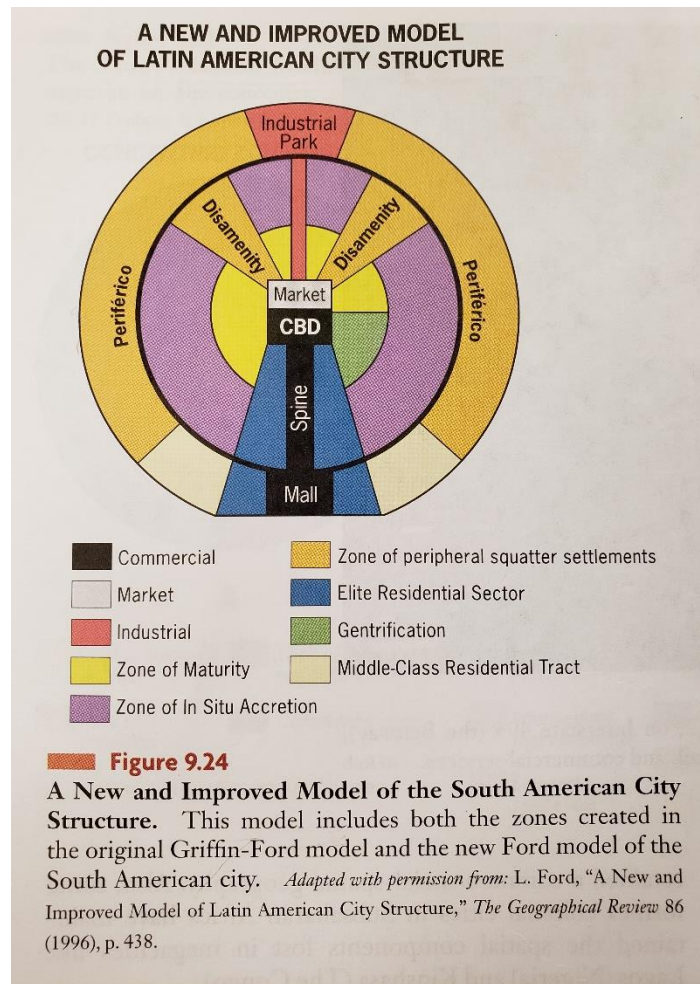 A NEW AND IMPROVED MODEL
OF LATIN AMERICAN CITY STRUCTURE
Industrial
Park
Disamenity
Disamenity
Periférico
Periférico
Market
CBD
Spine
Mall
Commercial
Market
Industrial
Zone of Maturity
Zone of In Situ Accretion
Zone of peripheral squatter settlements
Elite Residential Sector
Gentrification
Middle-Class Residential Tract
Figure 9.24
A New and Improved Model of the South American City
Structure. This model includes both the zones created in
the original Griffin-Ford model and the new Ford model of the
South American city. Adapted with permission from: L. Ford, “A New and
Improved Model of Latin American City Structure,” The Geographical Review 86
(1996), p. 438.